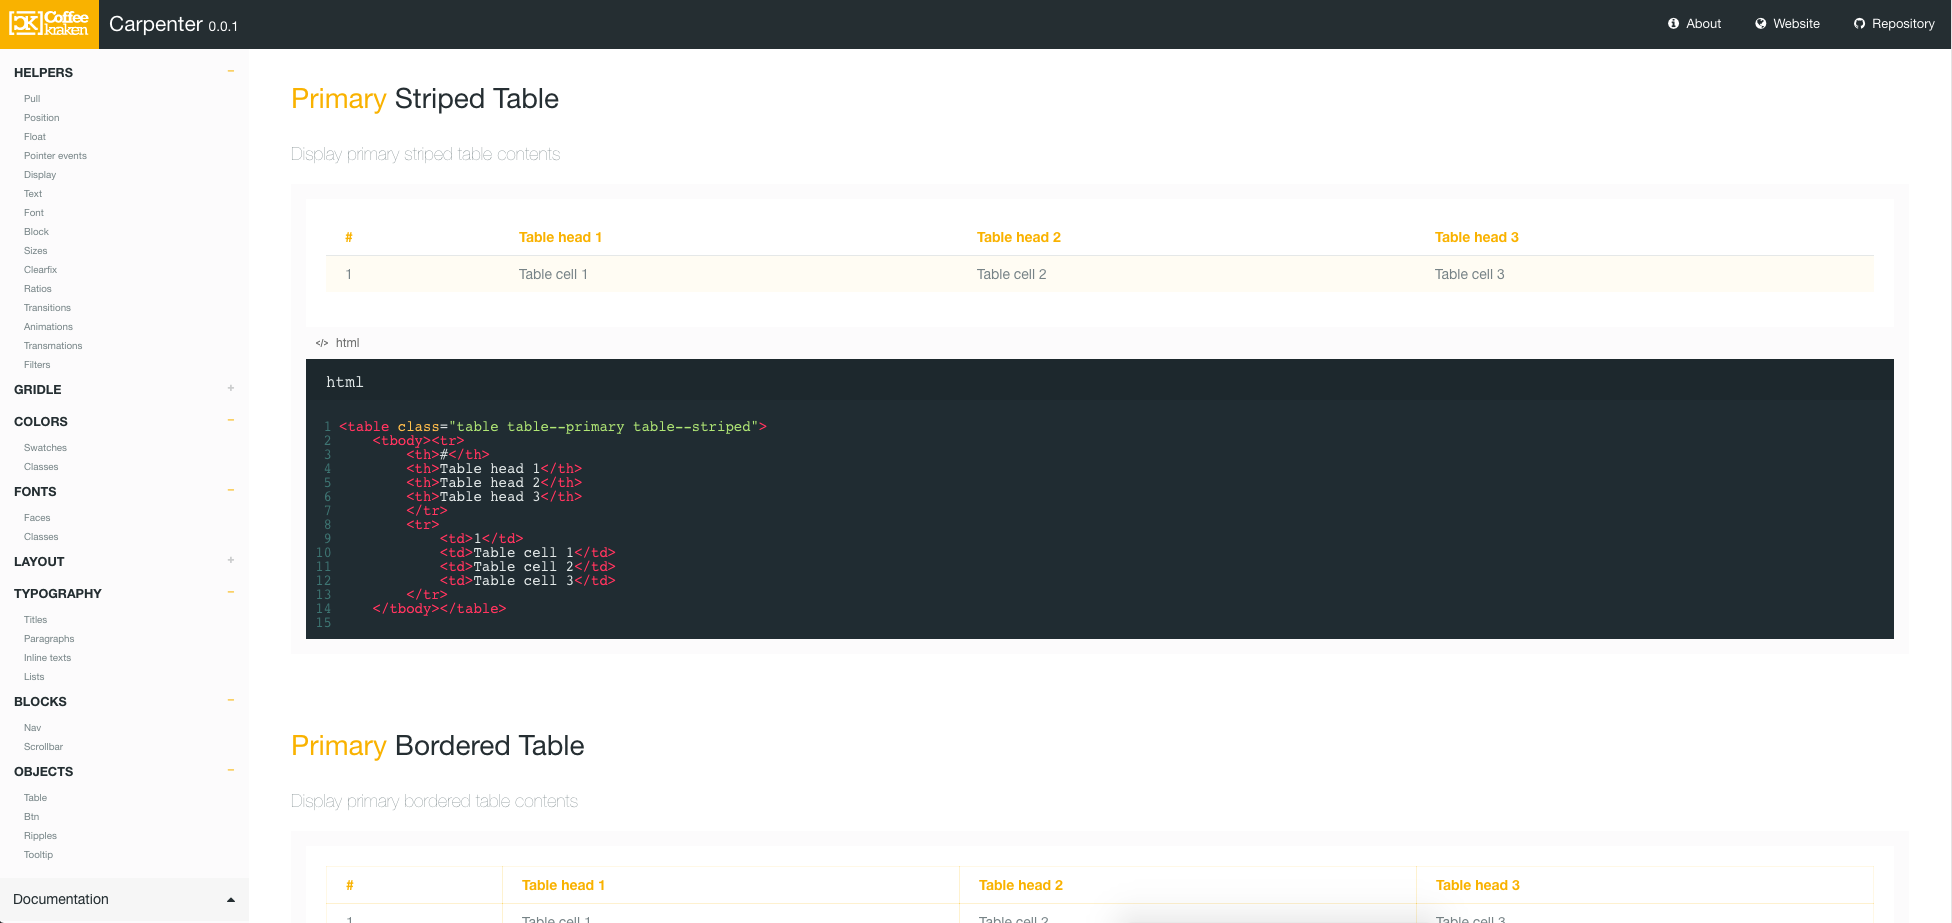 Coffee kraken
Carpenter 0.0.1
About
Website
Repository
HELPERS
Pull
Position
Float
Pointer events
Display
Text
Font
Block
Sizes
Clearfix
Ratios
Transitions
Animations
Transmations
Filters
GRIDLE
COLORS
Swatches
Classes
FONTS
Faces
Classes
LAYOUT
TYPOGRAPHY
Titles
Paragraphs
Inline texts
Lists
BLOCKS
Nav
Scrollbar
OBJECTS
Table
Btn
Ripples
Tooltip
Documentation
Primary Striped Table
Display primary striped table contents
# Table head 1 Table head 2 Table head 3
1 Table cell 1 Table cell 2 Table cell 3
</> html
html
1 <table class="table table--primary table--striped">
2     <tbody><tr>
3         <th>#</th>
4         <th>Table head 1</th>
5         <th>Table head 2</th>
6         <th>Table head 3</th>
7         </tr>
8         <tr>
9             <td>1</td>
10             <td>Table cell 1</td>
11             <td>Table cell 2</td>
12             <td>Table cell 3</td>
13         </tr>
14     </tbody></table>
15
Primary Bordered Table
Display primary bordered table contents
# Table head 1 Table head 2 Table head 3
1 Table cell 1 Table cell 2 Table cell 3